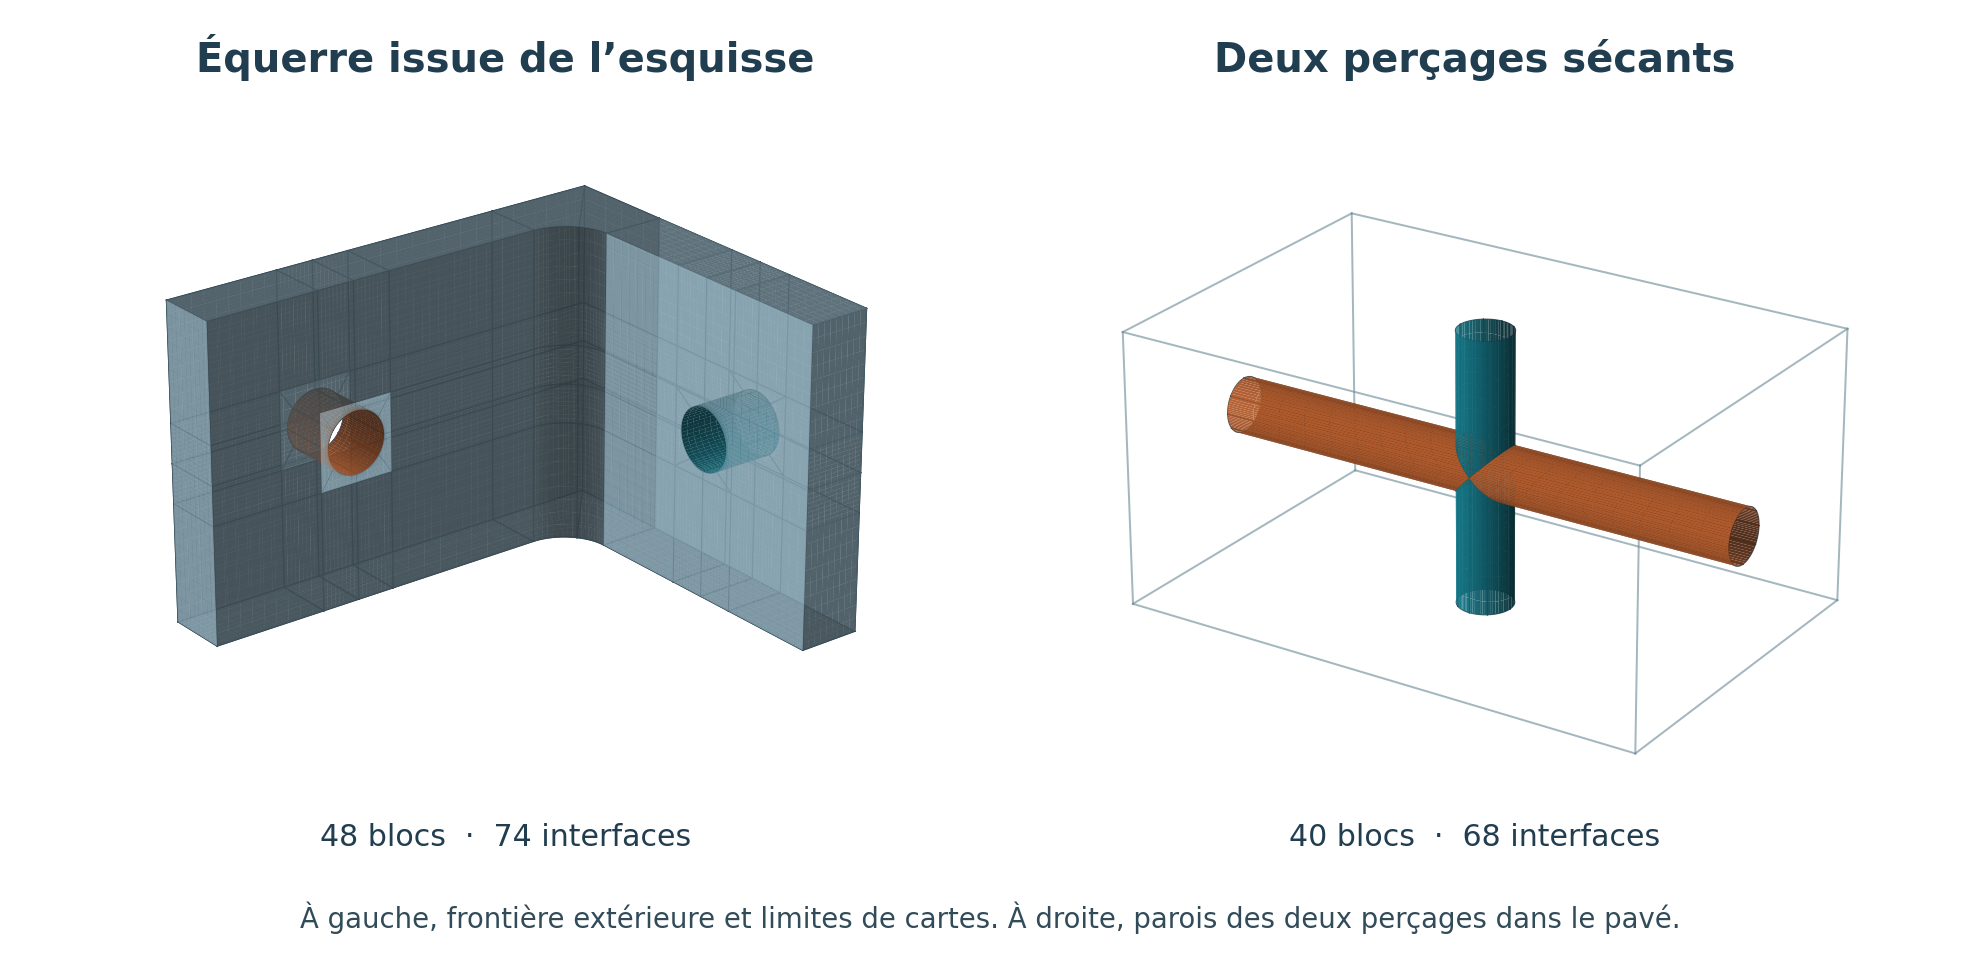 Équerre issue de l’esquisse
Deux perçages sécants
48 blocs · 74 interfaces
40 blocs · 68 interfaces
À gauche, frontière extérieure et limites de cartes. À droite, parois des deux perçages dans le pavé.